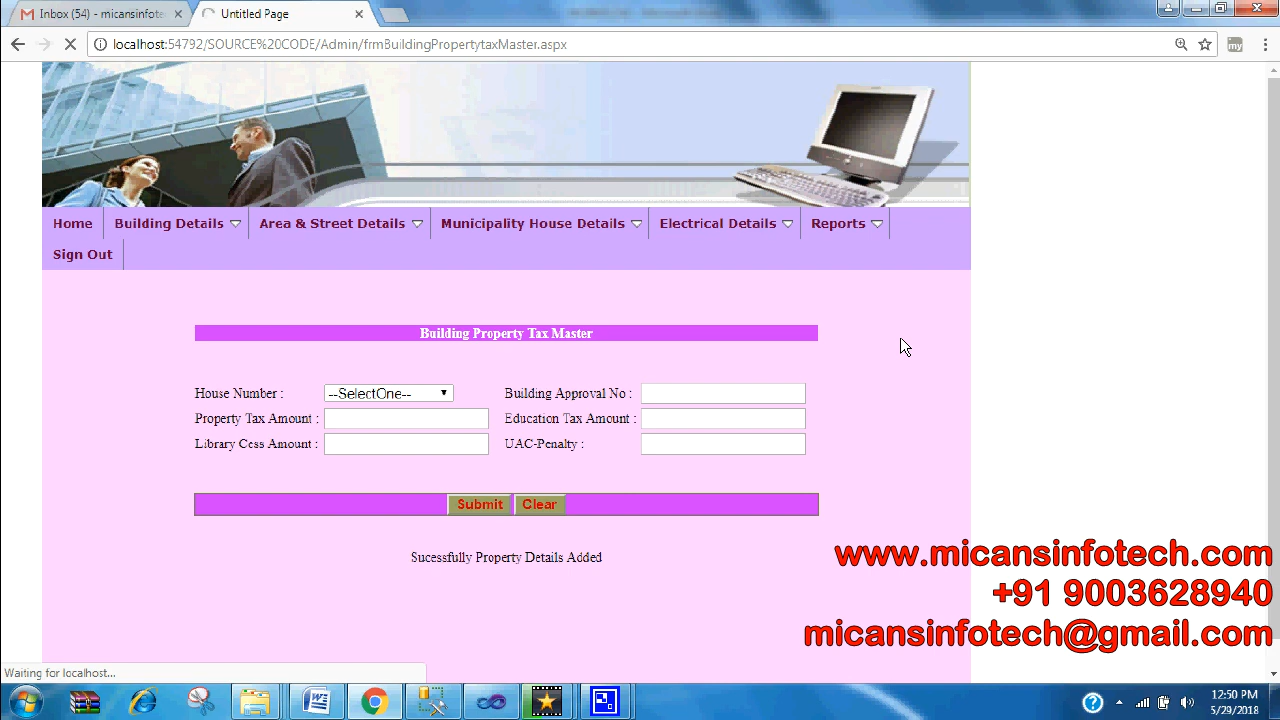 Inbox (54) - micansinfote
Untitled Page
localhost:54792/SOURCE%20CODE/Admin/frmBuildingPropertytaxMaster.aspx
my
Home
Building Details
Area & Street Details
Municipality House Details
Electrical Details
Reports
Sign Out
Building Property Tax Master
House Number :
--SelectOne--
Building Approval No :
Property Tax Amount :
Education Tax Amount :
Library Cess Amount :
UAC-Penalty :
Submit
Clear
Sucessfully Property Details Added
www.micansinfotech.com
+91 9003628940
micansinfotech@gmail.com
Waiting for localhost...
12:50 PM
5/29/2018